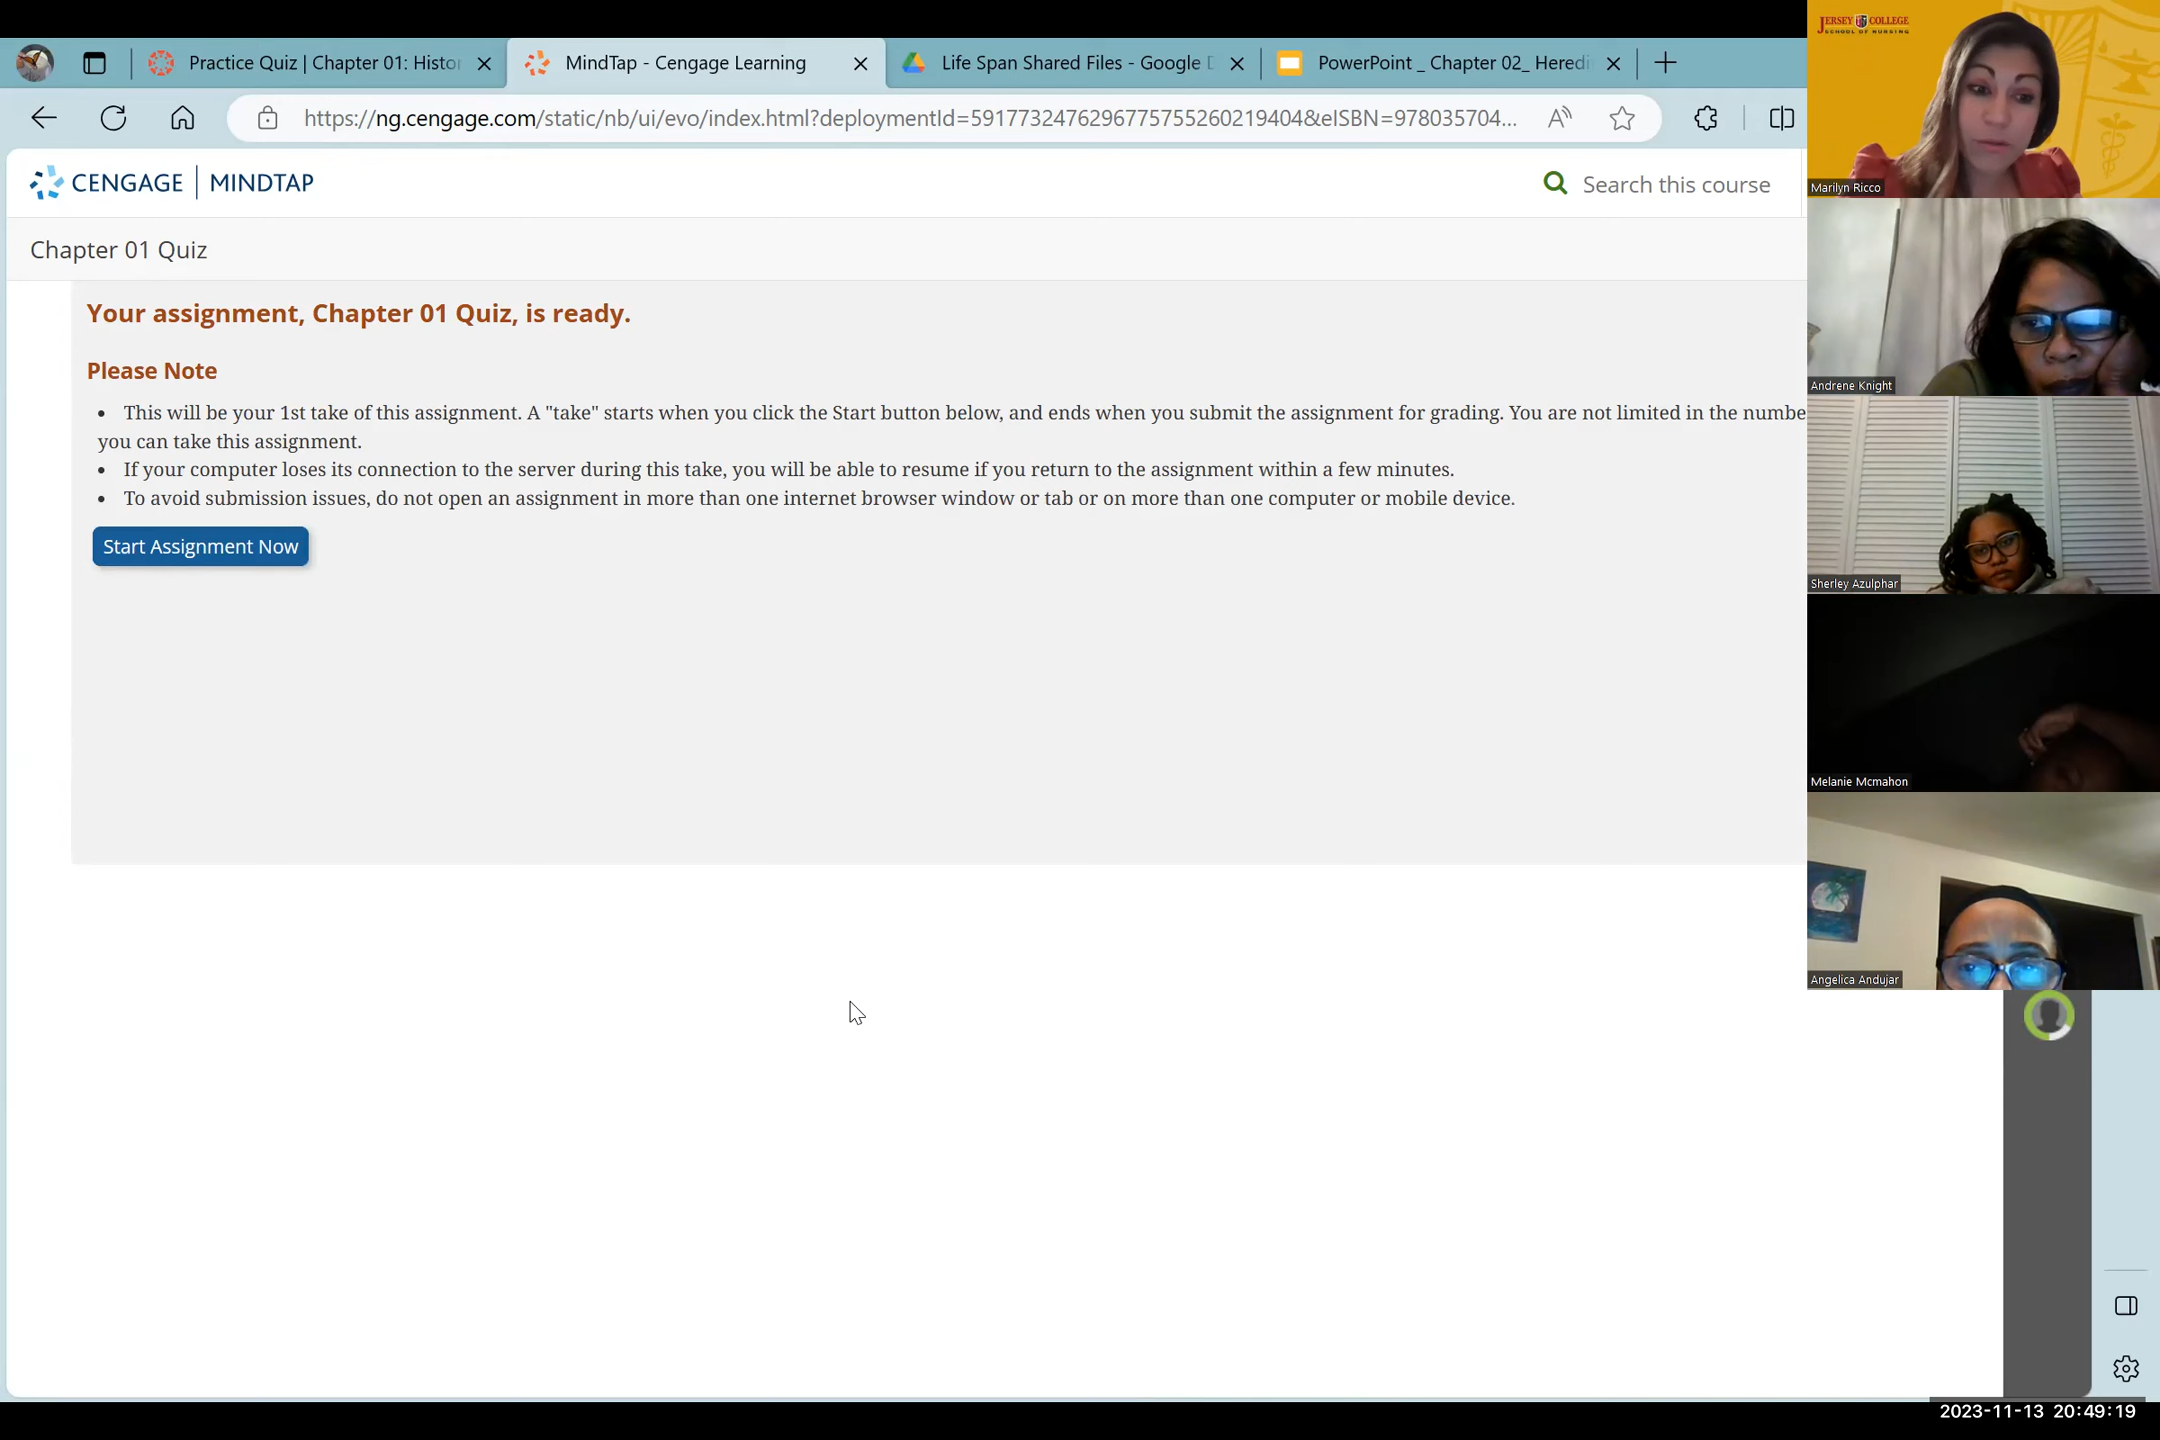 Practice Quiz | Chapter 01: Histo
MindTap - Cengage Learning
Life Span Shared Files - Google D
PowerPoint _ Chapter 02_ Heredi
https://ng.cengage.com/static/nb/ui/evo/index.html?deploymentId=5917732476296775755260219404&eISBN=978035704...
CENGAGE | MINDTAP
Search this course
Chapter 01 Quiz
Your assignment, Chapter 01 Quiz, is ready.
Please Note
• This will be your 1st take of this assignment. A "take" starts when you click the Start button below, and ends when you submit the assignment for grading. You are not limited in the numbe
you can take this assignment.
• If your computer loses its connection to the server during this take, you will be able to resume if you return to the assignment within a few minutes.
• To avoid submission issues, do not open an assignment in more than one internet browser window or tab or on more than one computer or mobile device.
Start Assignment Now
JERSEY COLLEGE
SCHOOL OF NURSING
Marilyn Ricco
Andrene Knight
Sherley Azulphar
Melanie Mcmahon
Angelica Andujar
2023-11-13 20:49:19